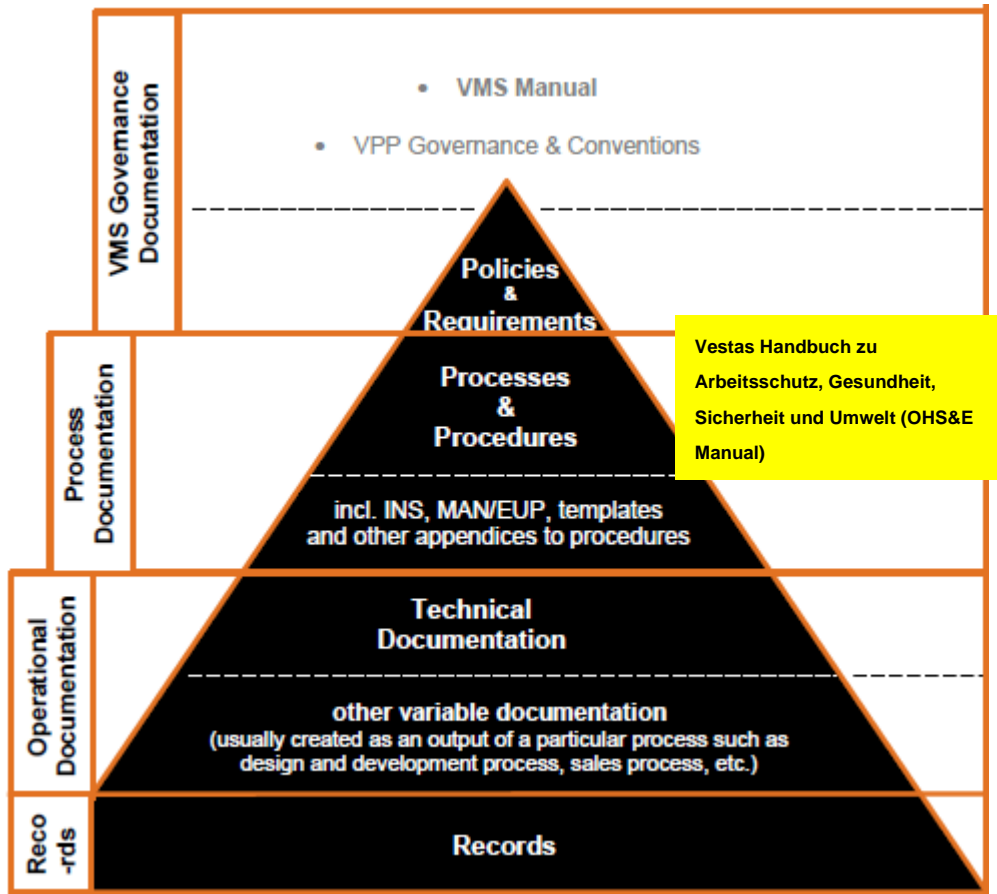 VMS Governance
Documentation
• VMS Manual
• VPP Governance & Conventions
Policies
&
Requirements
Process
Documentation
Processes
&
Procedures
incl. INS, MAN/EUP, templates
and other appendices to procedures
Vestas Handbuch zu
Arbeitsschutz, Gesundheit,
Sicherheit und Umwelt (OHS&E
Manual)
Operational
Documentation
Technical
Documentation
other variable documentation
(usually created as an output of a particular process such as
design and development process, sales process, etc.)
Reco
-rds
Records